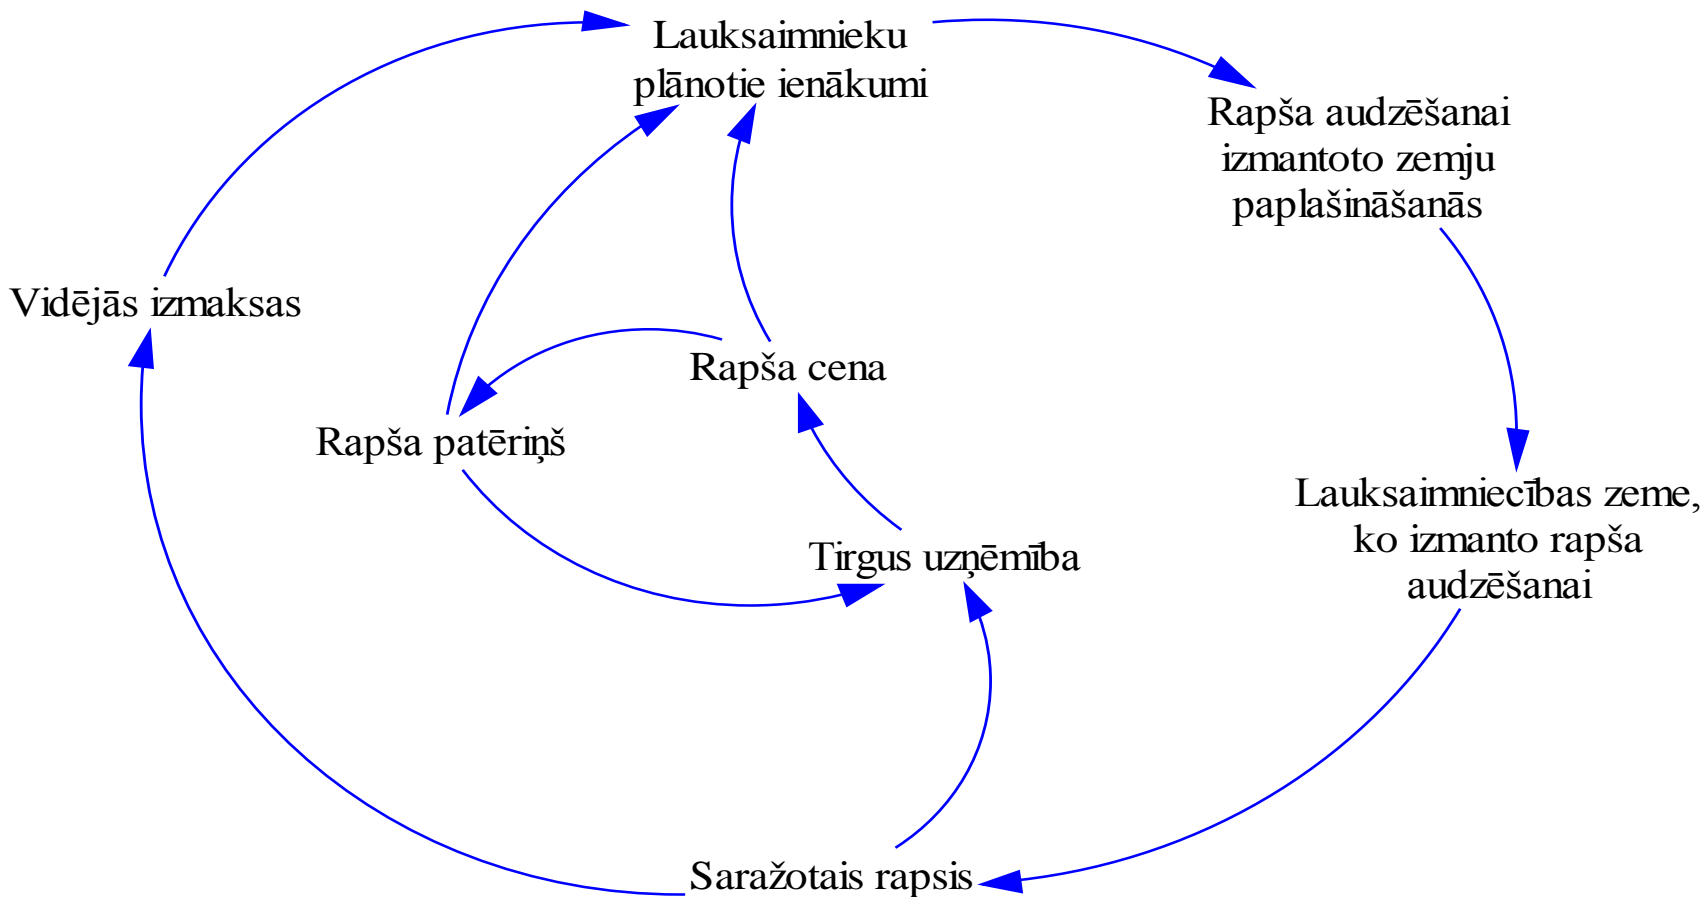 Lauksaimnieku
plānotie ienākumi
Rapša audzēšanai
izmantoto zemju
paplašināšanās
Vidējās izmaksas
Rapša cena
Rapša patēriņš
Lauksaimniecības zeme,
ko izmanto rapša
audzēšanai
Tirgus uzņēmība
Saražotais rapsis